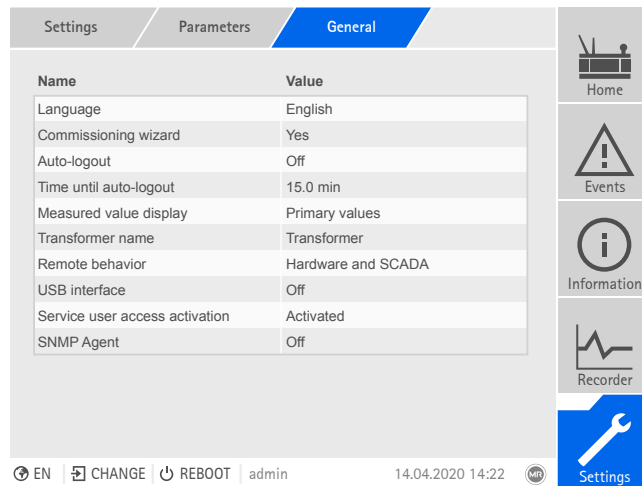 Settings Parameters General
Home
Name Value
Language English
Commissioning wizard Yes
Auto-logout Off
Time until auto-logout 15.0 min
Events
Measured value display Primary values
Transformer name Transformer
Remote behavior Hardware and SCADA
Information
USB interface Off
Service user access activation Activated
SNMP Agent Off
Recorder
EN CHANGE REBOOT admin 14.04.2020 14:22 MR
Settings